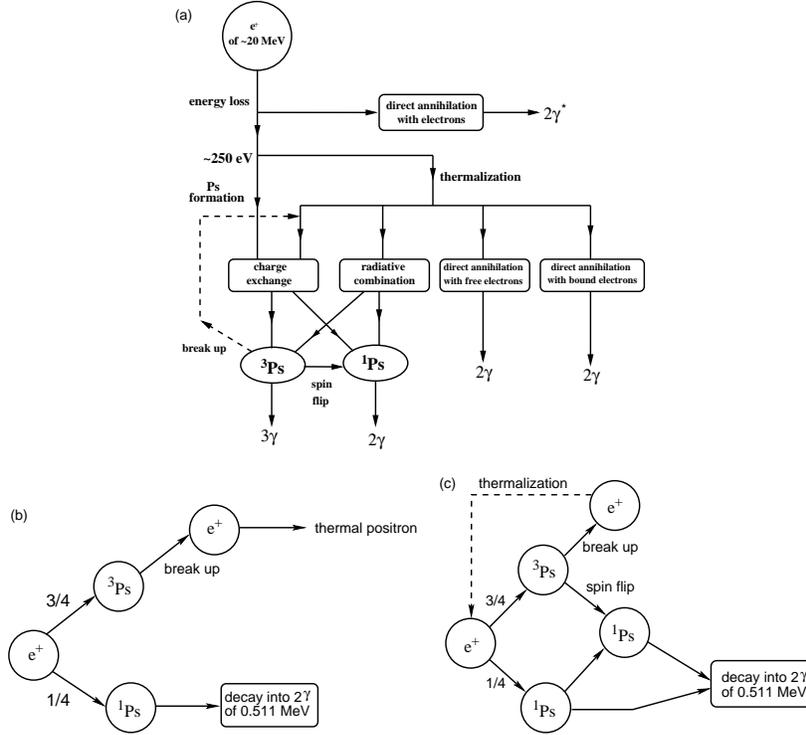 (a)
e⁺
of ~20 MeV
energy loss
direct annihilation
with electrons
2γ*
~250 eV
Ps
formation
thermalization
charge
exchange
radiative
combination
direct annihilation
with free electrons
direct annihilation
with bound electrons
break up
³Ps
spin
flip
¹Ps
2γ
2γ
3γ
2γ
(b)
e⁺
thermal positron
break up
³Ps
3/4
e⁺
1/4
¹Ps
decay into 2γ
of 0.511 MeV
(c)
thermalization
e⁺
break up
³Ps
spin flip
3/4
e⁺
¹Ps
1/4
¹Ps
decay into 2γ
of 0.511 MeV